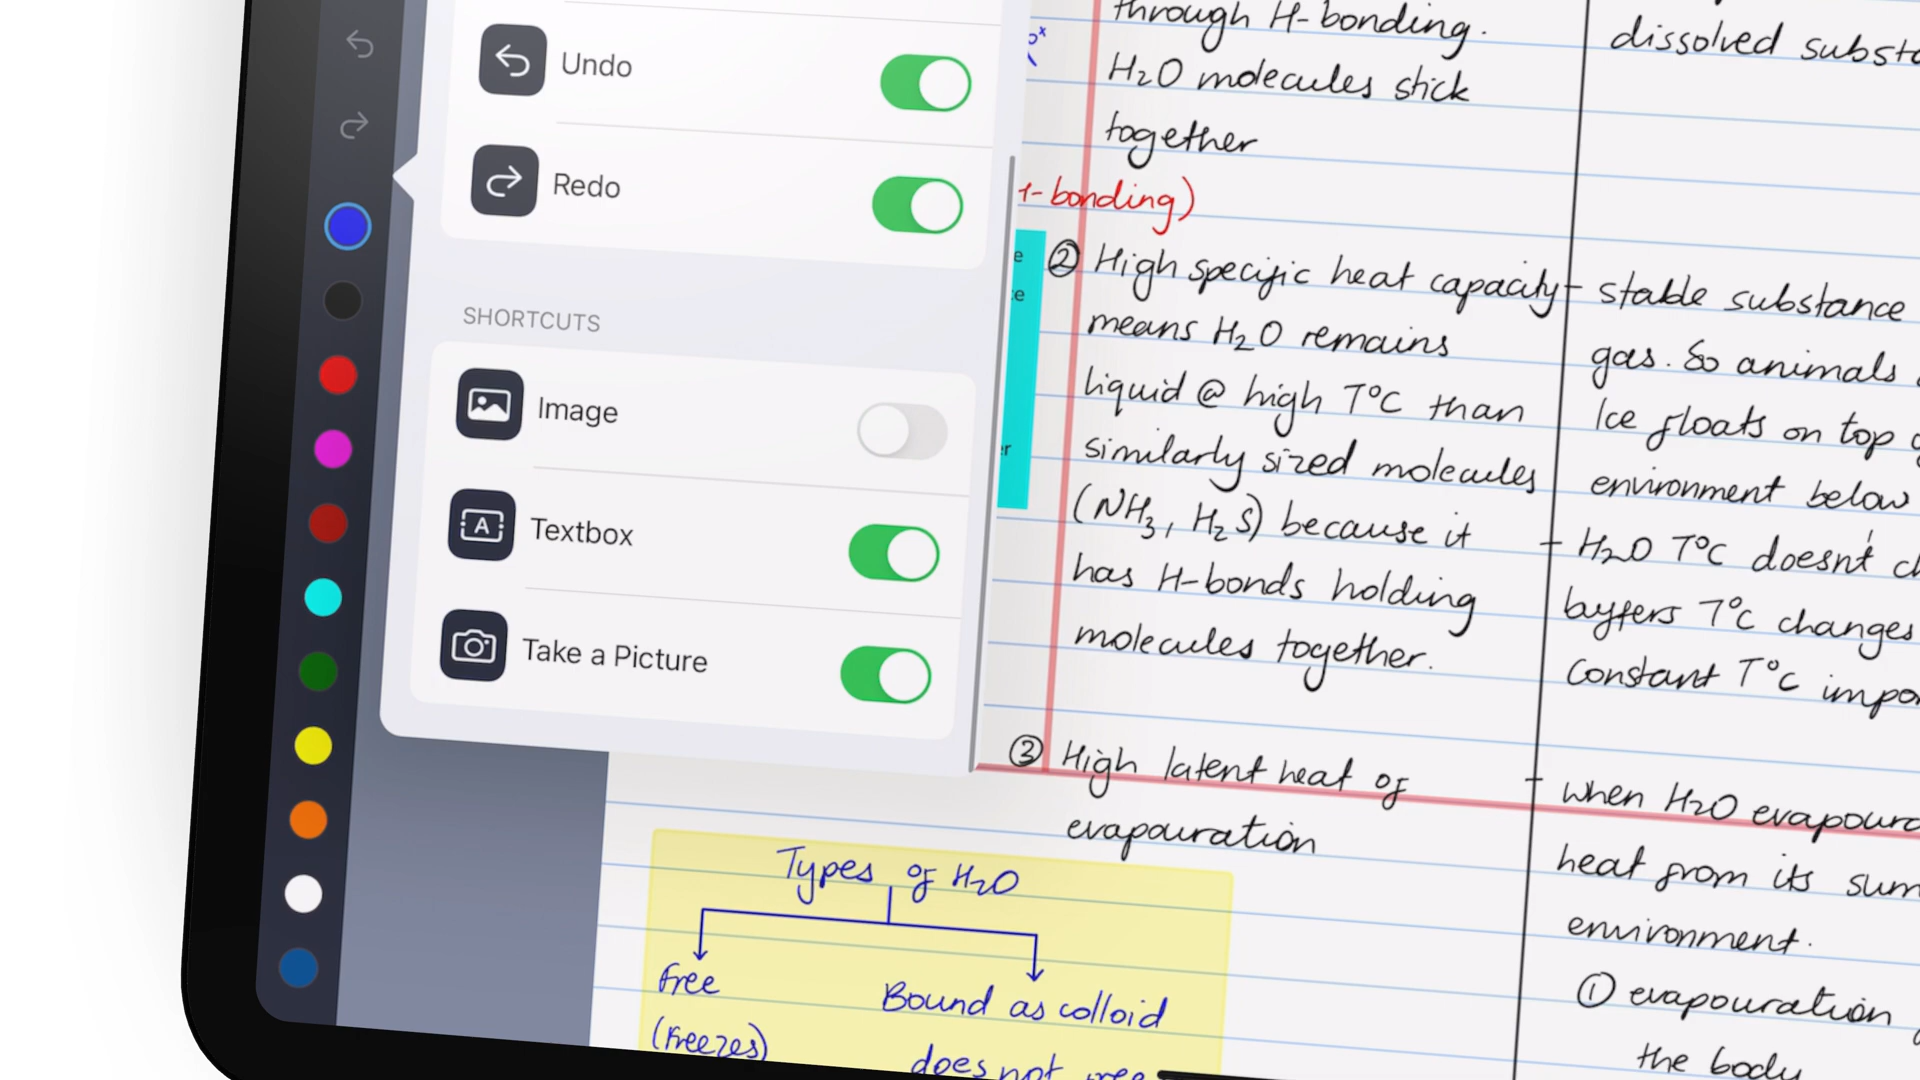 Undo
Redo
SHORTCUTS
Image
Textbox
Take a Picture
through H-bonding.
H2O molecules stick
together
H-bonding)
② High specific heat capacity
means H2O remains
liquid @ high T°C than
similarly sized molecules
(NH3, H2S) because it
has H-bonds holding
molecules together.
③ High latent heat of
evapouration
dissolved
- stable substance
gas. So animals
Ice floats on top
environment below
- H2O T°C doesn't
buffers T°C changes
constant T°C
- when H2O
heat from its
environment.
① evapouration
the body
Types of H2O
Free
(freezes)
Bound as colloid
does not